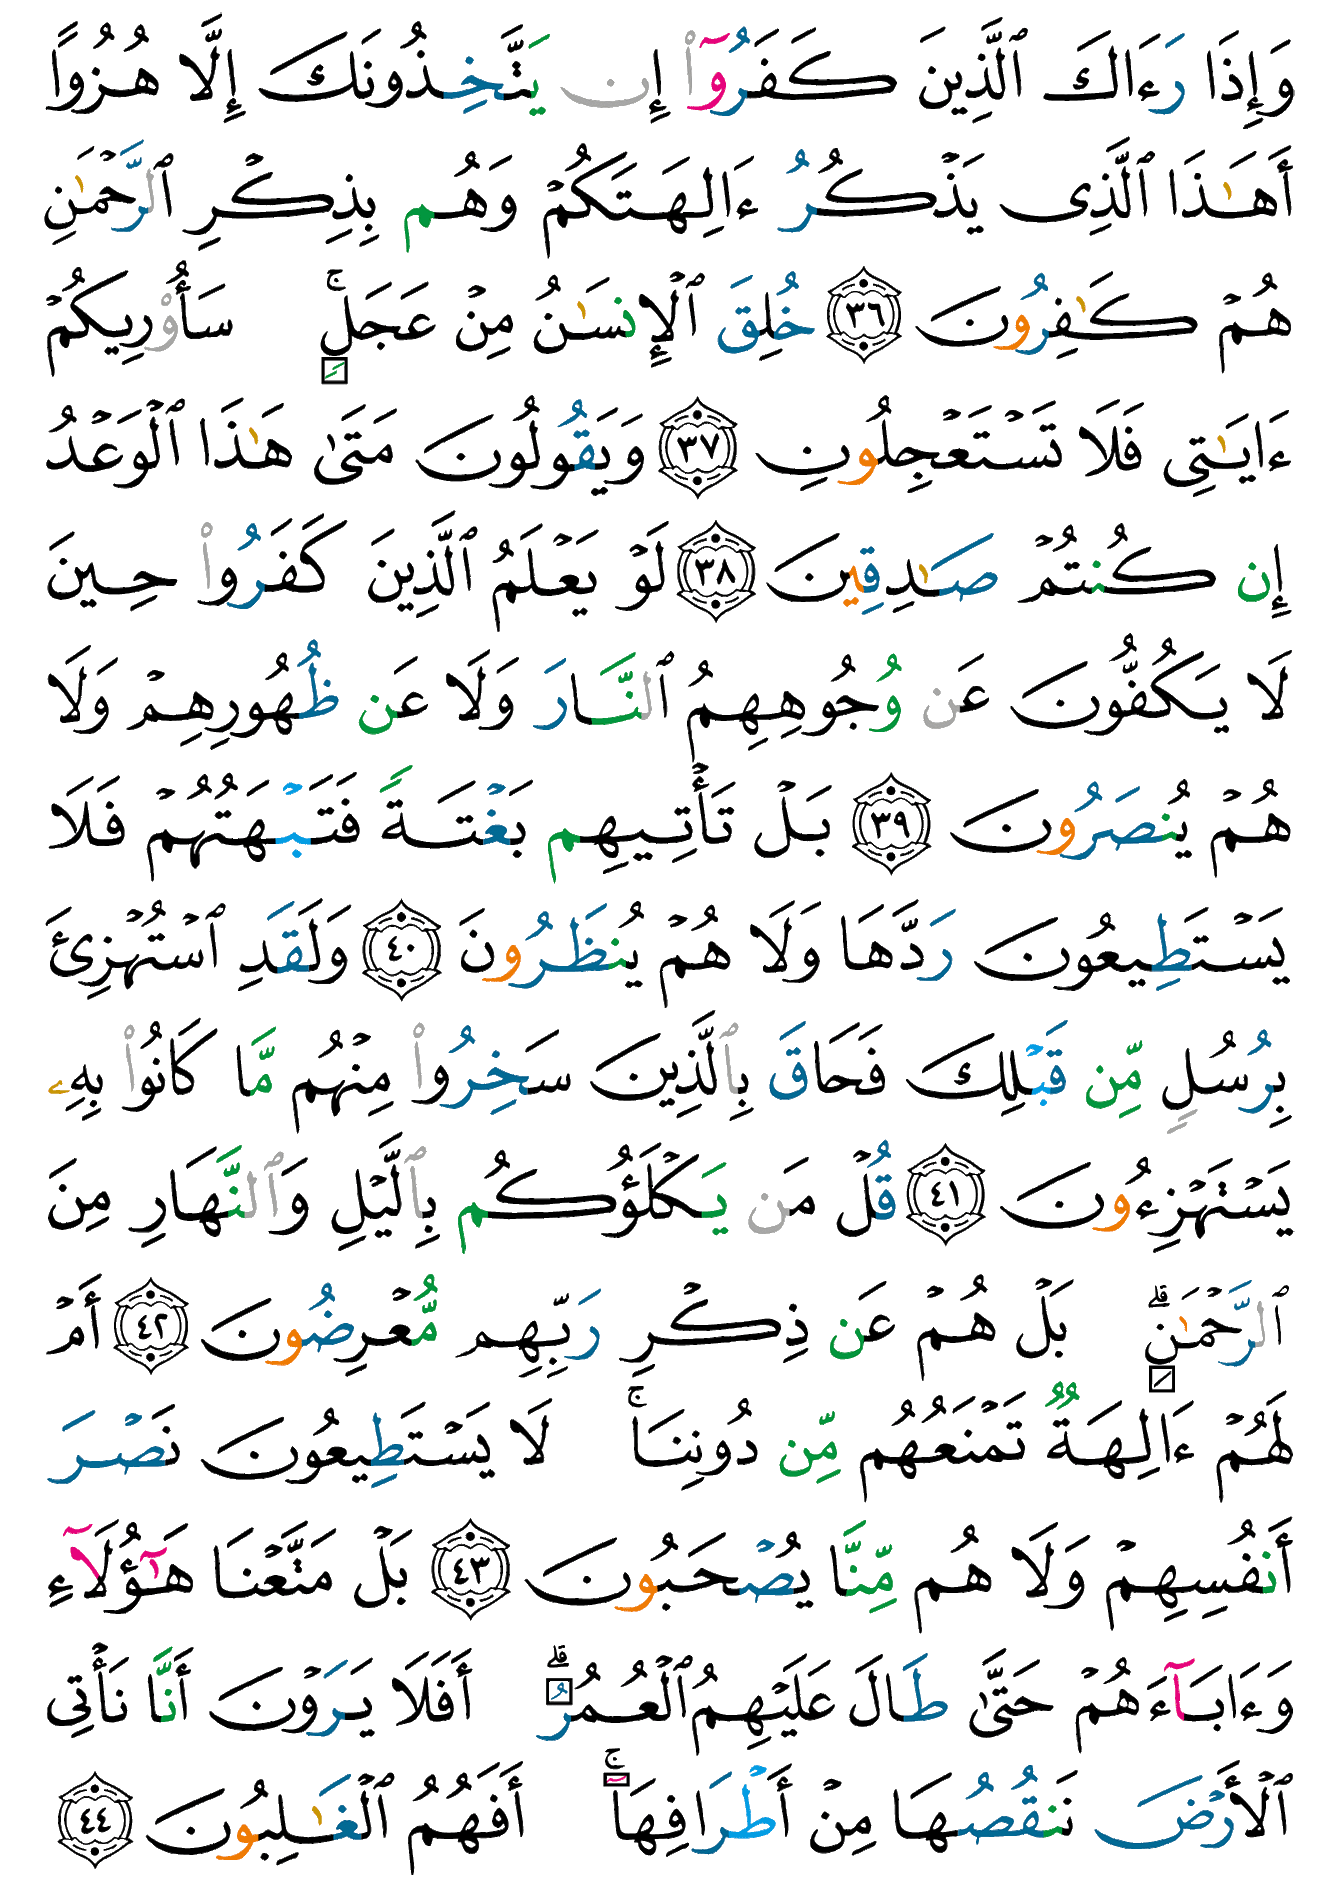 وَإِذَا رَءَاكَ ٱلَّذِينَ كَفَرُوٓا۟ إِن يَتَّخِذُونَكَ إِلَّا هُزُوًا
أَهَـٰذَا ٱلَّذِى يَذْكُرُ ءَالِهَتَكُمْ وَهُم بِذِكْرِ ٱلرَّحْمَـٰنِ
هُمْ كَـٰفِرُونَ ٣٦ خُلِقَ ٱلْإِنسَـٰنُ مِنْ عَجَلٍ ۚ سَأُو۟رِيكُمْ
ءَايَـٰتِى فَلَا تَسْتَعْجِلُونِ ٣٧ وَيَقُولُونَ مَتَىٰ هَـٰذَا ٱلْوَعْدُ
إِن كُنتُمْ صَـٰدِقِينَ ٣٨ لَوْ يَعْلَمُ ٱلَّذِينَ كَفَرُوا۟ حِينَ
لَا يَكُفُّونَ عَن وُجُوهِهِمُ ٱلنَّارَ وَلَا عَن ظُهُورِهِمْ وَلَا
هُمْ يُنصَرُونَ ٣٩ بَلْ تَأْتِيهِم بَغْتَةً فَتَبْهَتُهُمْ فَلَا
يَسْتَطِيعُونَ رَدَّهَا وَلَا هُمْ يُنظَرُونَ ٤٠ وَلَقَدِ ٱسْتُهْزِئَ
بِرُسُلٍ مِّن قَبْلِكَ فَحَاقَ بِٱلَّذِينَ سَخِرُوا۟ مِنْهُم مَّا كَانُوا۟ بِهِۦ
يَسْتَهْزِءُونَ ٤١ قُلْ مَن يَكْلَؤُكُم بِٱلَّيْلِ وَٱلنَّهَارِ مِنَ
ٱلرَّحْمَـٰنِ ۗ بَلْ هُمْ عَن ذِكْرِ رَبِّهِم مُّعْرِضُونَ ٤٢ أَمْ
لَهُمْ ءَالِهَةٌ تَمْنَعُهُم مِّن دُونِنَا ۚ لَا يَسْتَطِيعُونَ نَصْرَ
أَنفُسِهِمْ وَلَا هُم مِّنَّا يُصْحَبُونَ ٤٣ بَلْ مَتَّعْنَا هَـٰٓؤُلَآءِ
وَءَابَآءَهُمْ حَتَّىٰ طَالَ عَلَيْهِمُ ٱلْعُمُرُ ۗ أَفَلَا يَرَوْنَ أَنَّا نَأْتِى
ٱلْأَرْضَ نَنقُصُهَا مِنْ أَطْرَافِهَا ۚ أَفَهُمُ ٱلْغَـٰلِبُونَ ٤٤